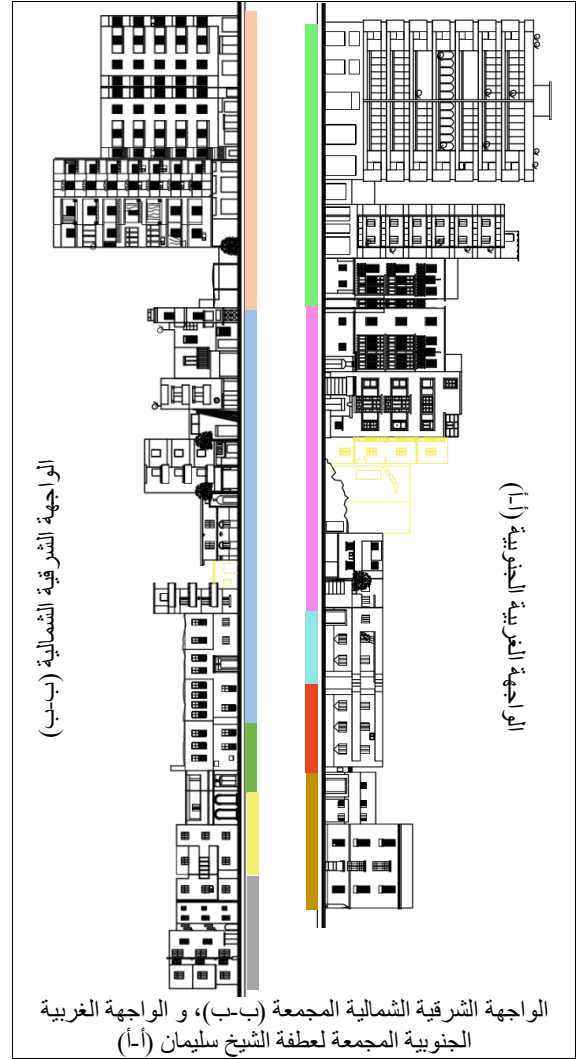 الواجهة الغربية الجنوبية (أ-أ)
الواجهة الشرقية الشمالية (ب-ب)
الواجهة الشرقية الشمالية المجمعة (ب-ب)، و الواجهة الغربية
الجنوبية المجمعة لعطفة الشيخ سليمان (أ-أ)